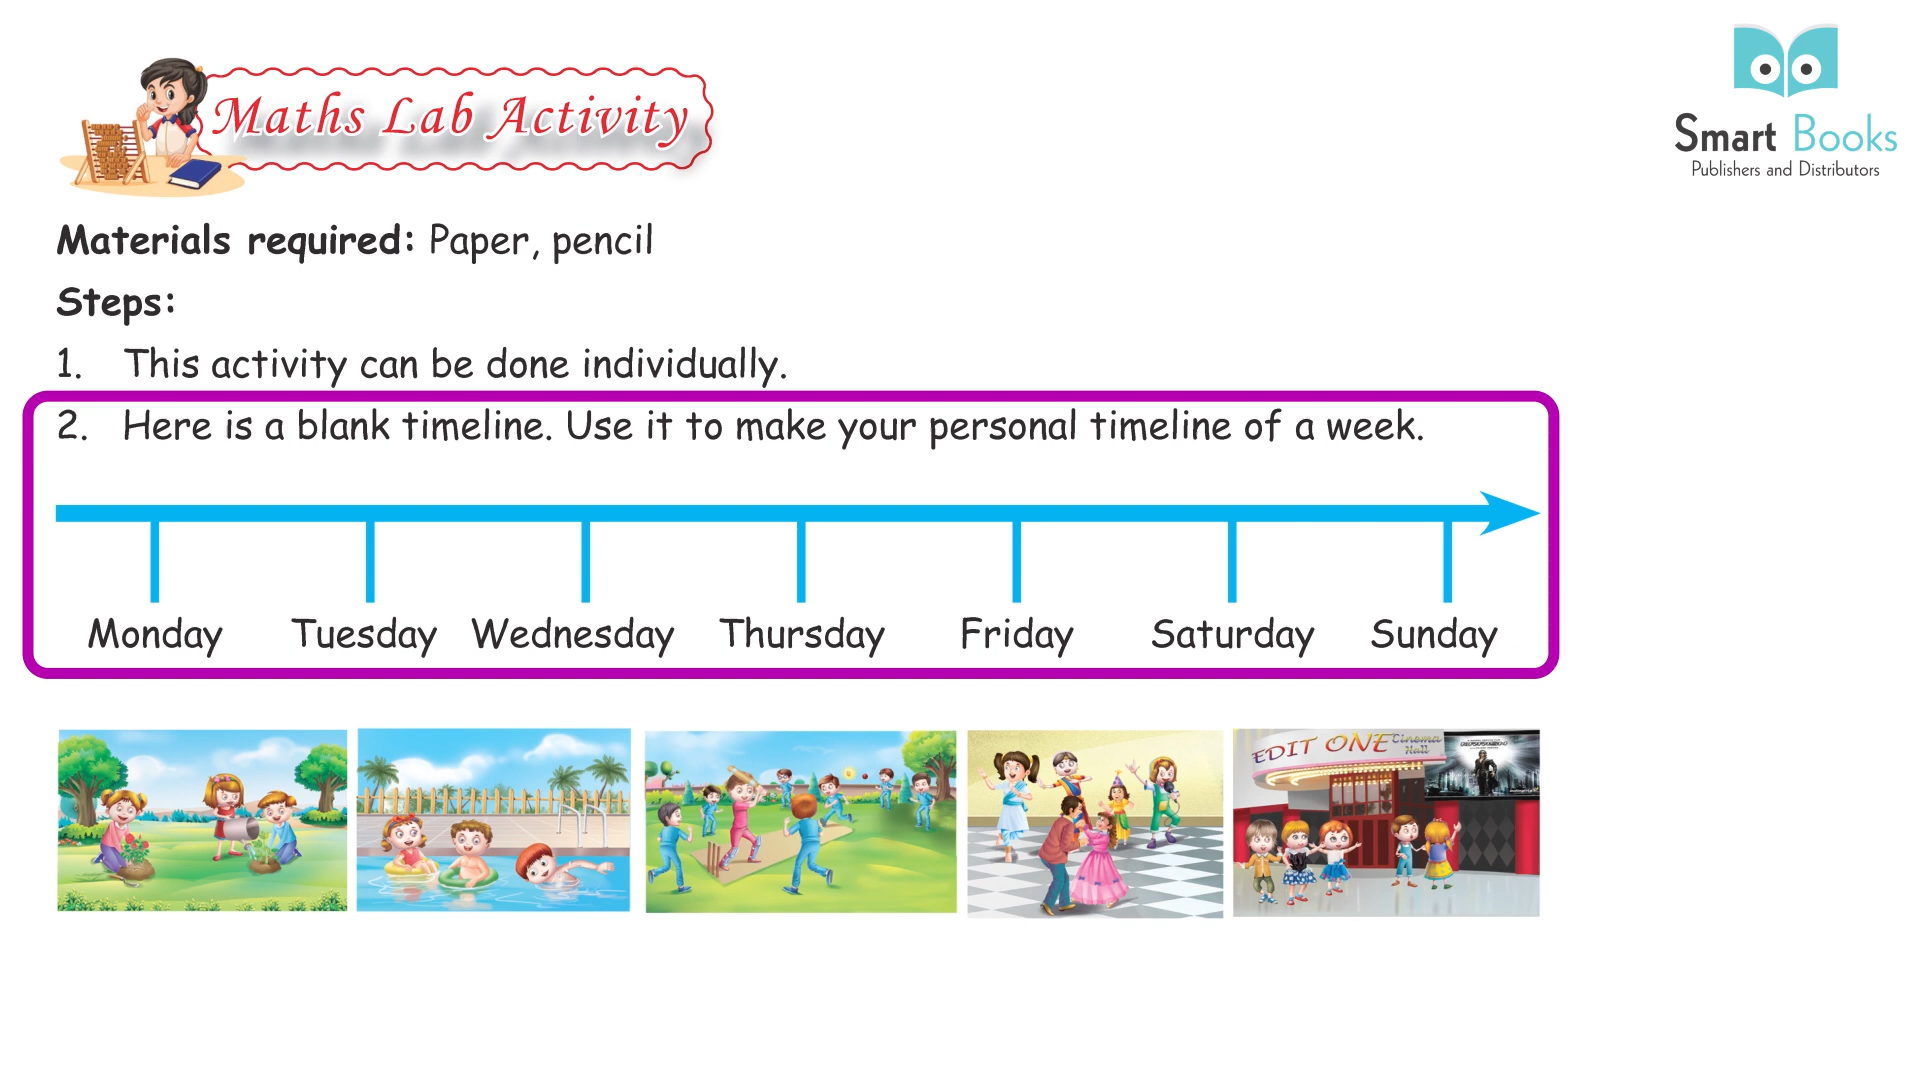 Maths Lab Activity
Smart Books
Publishers and Distributors
Materials required: Paper, pencil
Steps:
1. This activity can be done individually.
2. Here is a blank timeline. Use it to make your personal timeline of a week.
Monday Tuesday Wednesday Thursday Friday Saturday Sunday
EDIT ONE Cinema
Hall